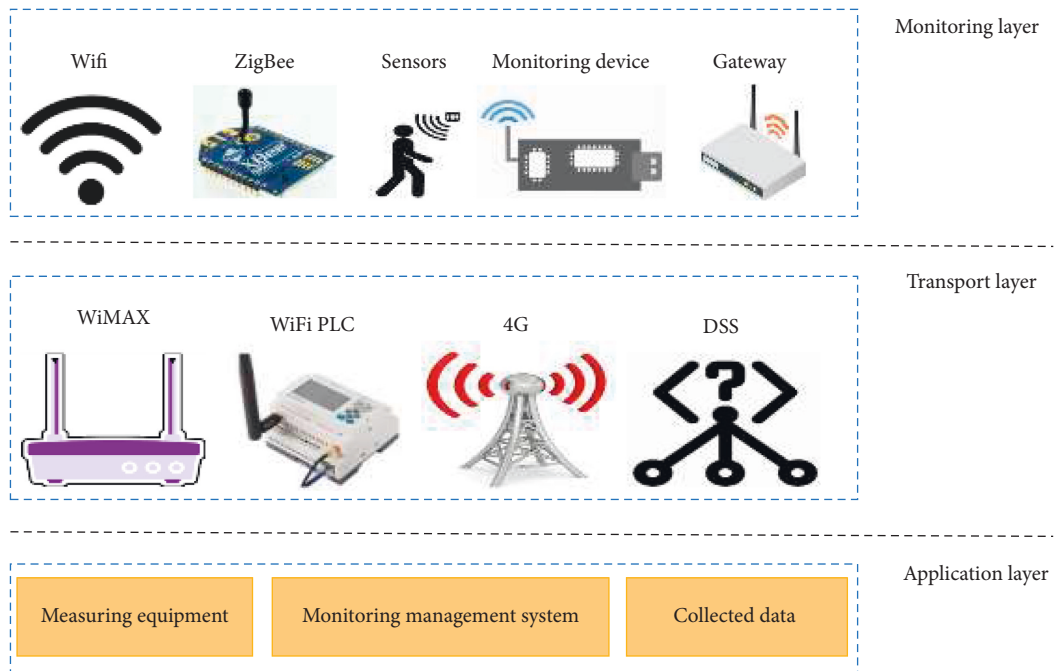 Monitoring layer
Wifi
ZigBee
Sensors
Monitoring device
Gateway
Transport layer
WiMAX
WiFi PLC
4G
DSS
?
Application layer
Measuring equipment
Monitoring management system
Collected data